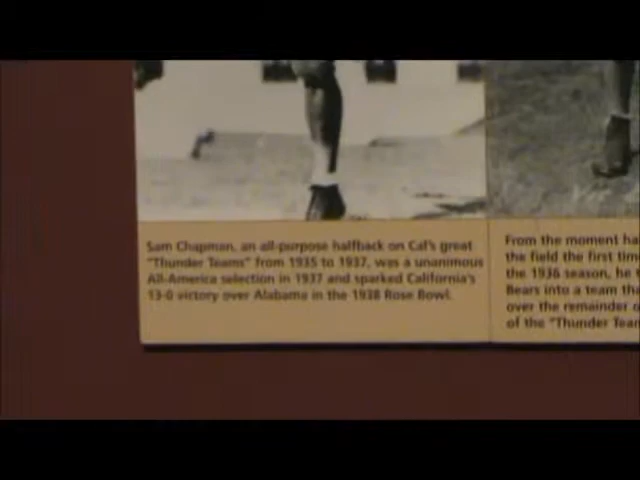 Sam Chapman, an all-purpose halfback on Cal's great
"Thunder Teams" from 1935 to 1937, was a unanimous
All-America selection in 1937 and sparked California's
13-0 victory over Alabama in the 1938 Rose Bowl.
From the moment ha
the field the first tim
the 1936 season, he
Bears into a team tha
over the remainder o
of the "Thunder Tean